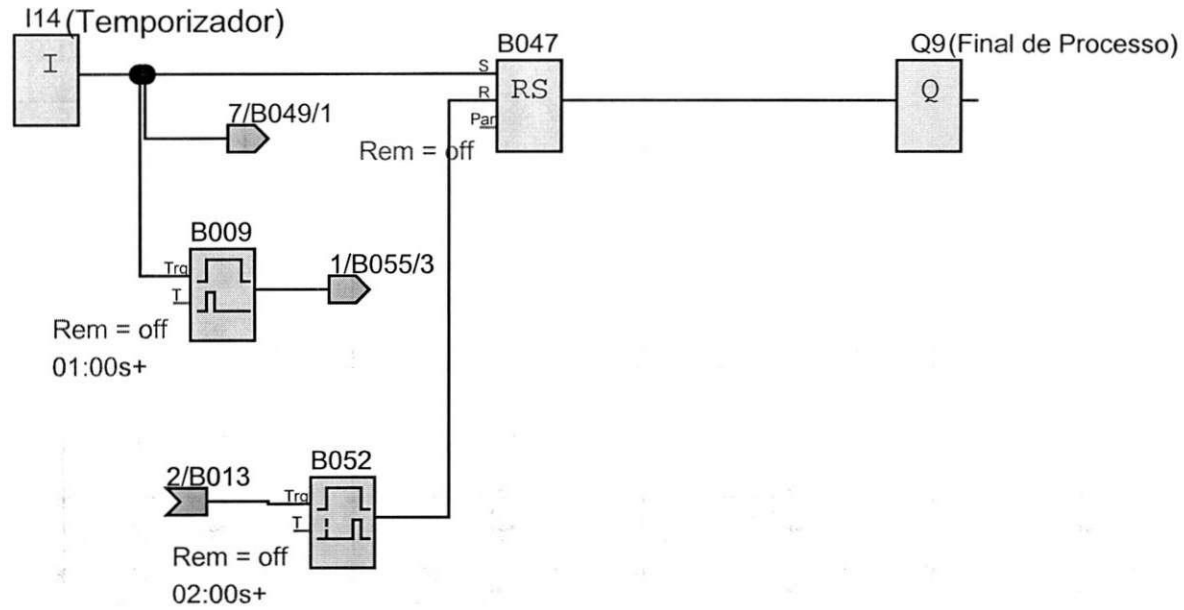 I14 (Temporizador)
I
B047
S
R
RS
Par
Rem = off
Q9(Final de Processo)
Q
7/B049/1
B009
Trg
T
Rem = off
01:00s+
1/B055/3
2/B013
B052
Trg
T
Rem = off
02:00s+